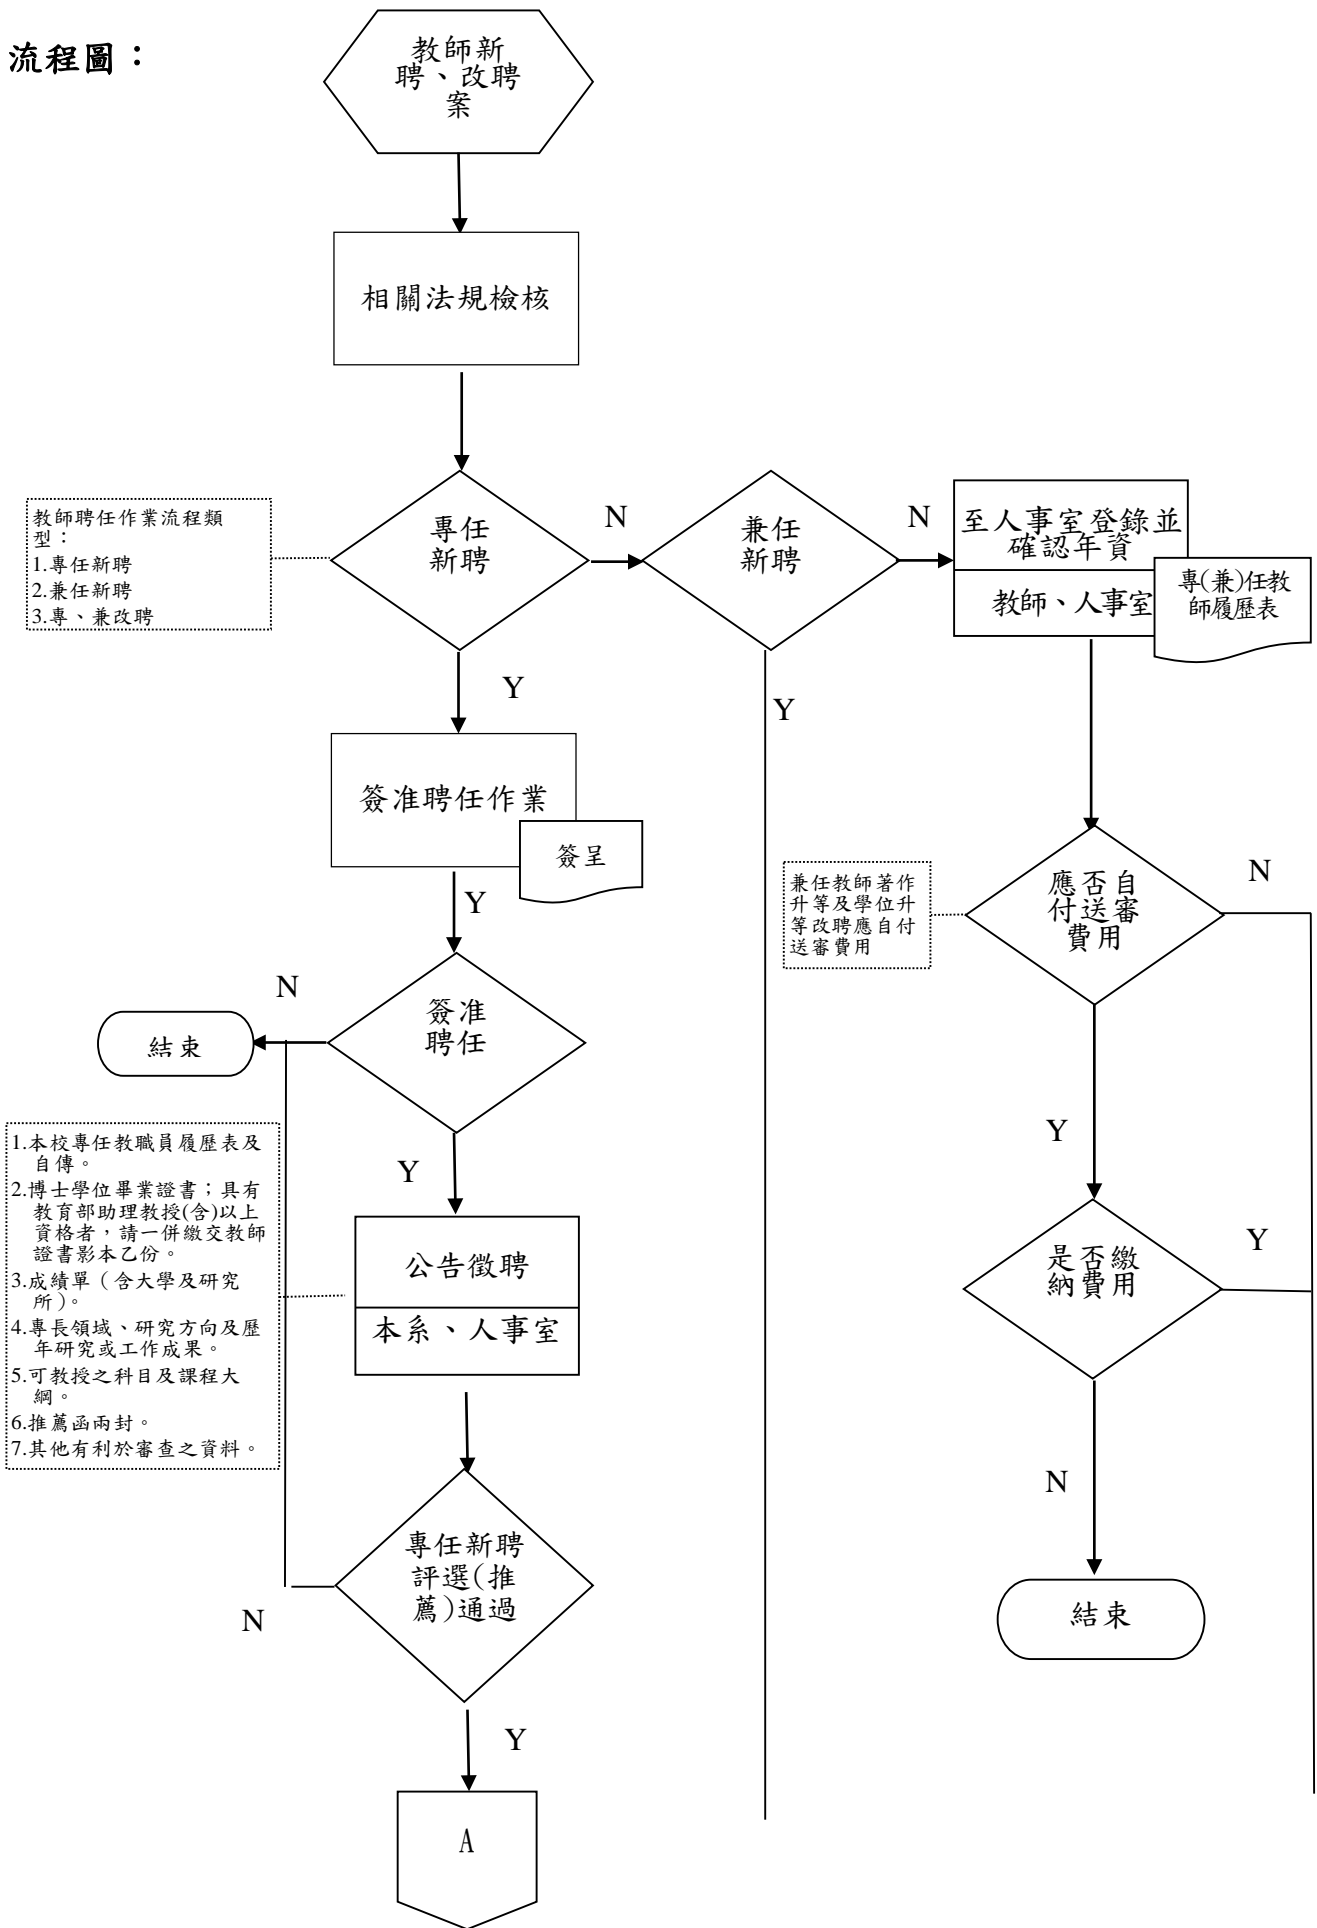 流程圖：
教師新
聘、改聘
案
相關法規檢核
教師聘任作業流程類
型：
1.專任新聘
2.兼任新聘
3.專、兼改聘
專任
新聘
N
兼任
新聘
N
至人事室登錄並
確認年資
教師、人事室
專(兼)任教
師履歷表
Y
Y
簽准聘任作業
簽呈
Y
兼任教師著作
升等及學位升
等改聘應自付
送審費用
應否自
付送審
費用
N
N
簽准
聘任
結束
Y
Y
1.本校專任教職員履歷表及
自傳。
2.博士學位畢業證書；具有
教育部助理教授(含)以上
資格者，請一併繳交教師
證書影本乙份。
3.成績單（含大學及研究
所）。
4.專長領域、研究方向及歷
年研究或工作成果。
5.可教授之科目及課程大
綱。
6.推薦函兩封。
7.其他有利於審查之資料。
公告徵聘
本系、人事室
是否繳
納費用
Y
N
專任新聘
評選(推
薦)通過
N
結束
Y
A